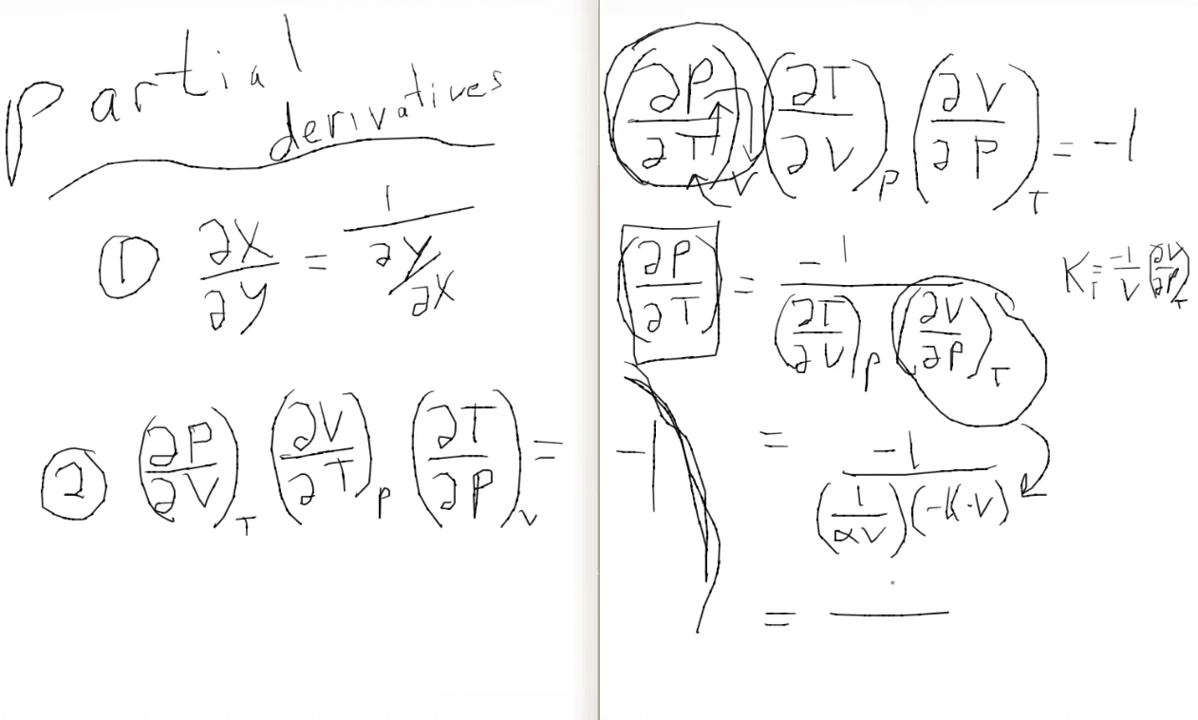 Partial
derivatives
① ∂X/∂Y = 1/(∂Y/∂X)
② (∂P/∂V)_T (∂V/∂T)_P (∂T/∂P)_V = -1
(∂P/∂T)_V (∂T/∂V)_P (∂V/∂P)_T = -1
(∂P/∂T) = -1/((∂T/∂V)_P (∂V/∂P)_T)
K_T = -1/V (∂V/∂P)_T
= -1/((1/αV)(-K·V))
=